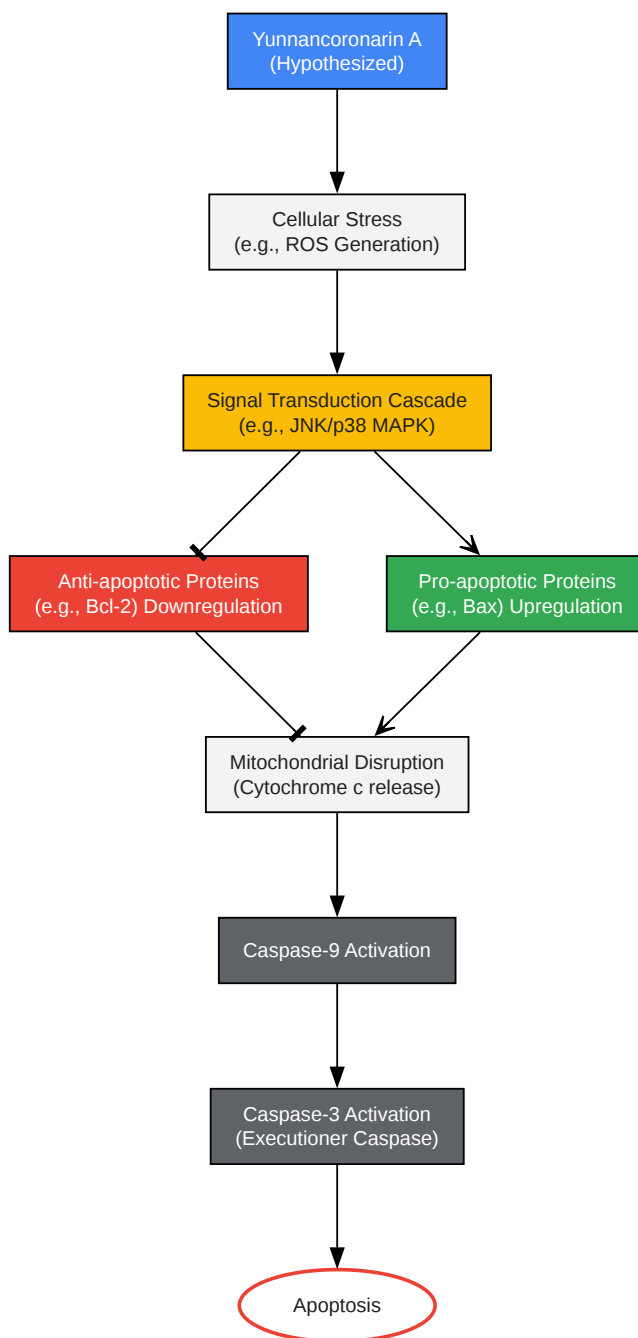 Yunnancoronarin A
(Hypothesized)
Cellular Stress
(e.g., ROS Generation)
Signal Transduction Cascade
(e.g., JNK/p38 MAPK)
Anti-apoptotic Proteins
(e.g., Bcl-2) Downregulation
Pro-apoptotic Proteins
(e.g., Bax) Upregulation
Mitochondrial Disruption
(Cytochrome c release)
Caspase-9 Activation
Caspase-3 Activation
(Executioner Caspase)
Apoptosis